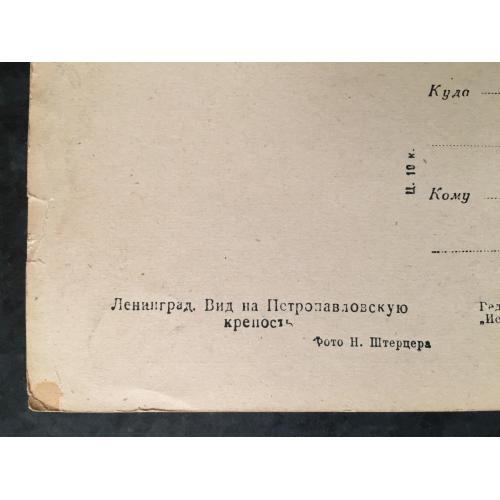 Куда
Ц. 10 к.
Кому
Ленинград. Вид на Петропавловскую
крепость
Фото Н. Штерцера